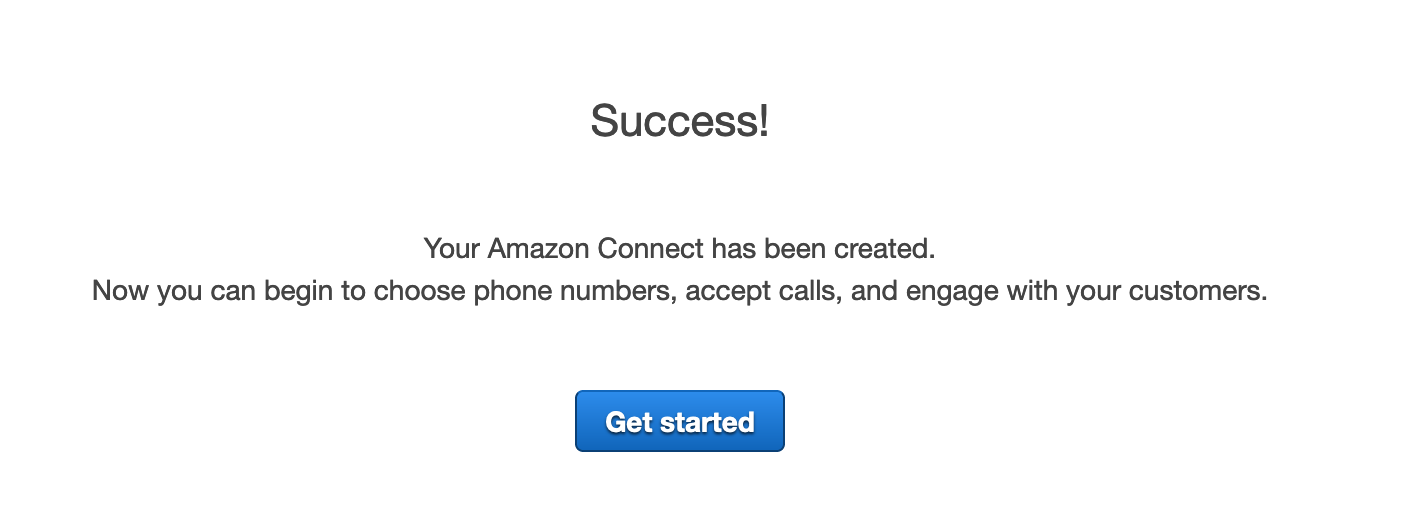 Success!
Your Amazon Connect has been created.
Now you can begin to choose phone numbers, accept calls, and engage with your customers.
Get started